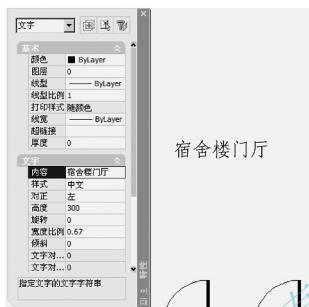 文字
基本
颜色 ByLayer
图层 0
线型 ByLayer
线型比例 1
打印样式 随颜色
线宽 ByLayer
超链接
厚度 0
文字
内容 宿舍楼门厅
样式 中文
对正 左
高度 300
旋转 0
宽度比例 0.67
倾斜 0
文字对... 0
文字对... 0
指定文字的文字字符串
特性
宿舍楼门厅